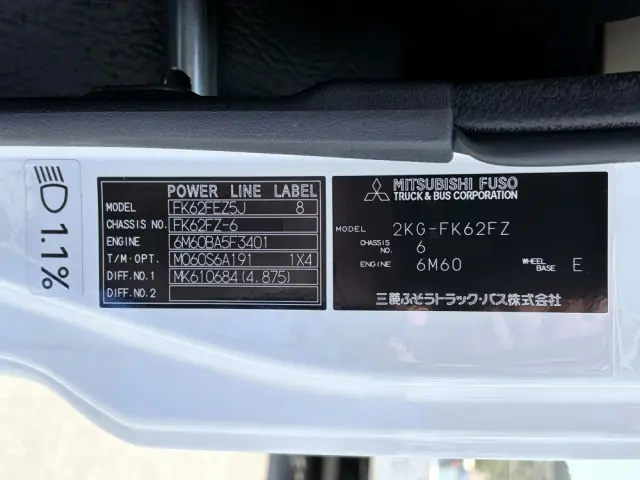 1.1%
POWER LINE LABEL
MODEL FK62FEZ5J 8
CHASSIS NO. FK62FZ-6
ENGINE 6M60BA5F3401
T/M·OPT. M060S6A191 1X4
DIFF.NO.1 MK610684(4.875)
DIFF.NO.2
MITSUBISHI FUSO
TRUCK & BUS CORPORATION
MODEL 2KG-FK62FZ
CHASSIS NO. 6
ENGINE 6M60 WHEEL BASE E
三菱ふそうトラック・バス株式会社